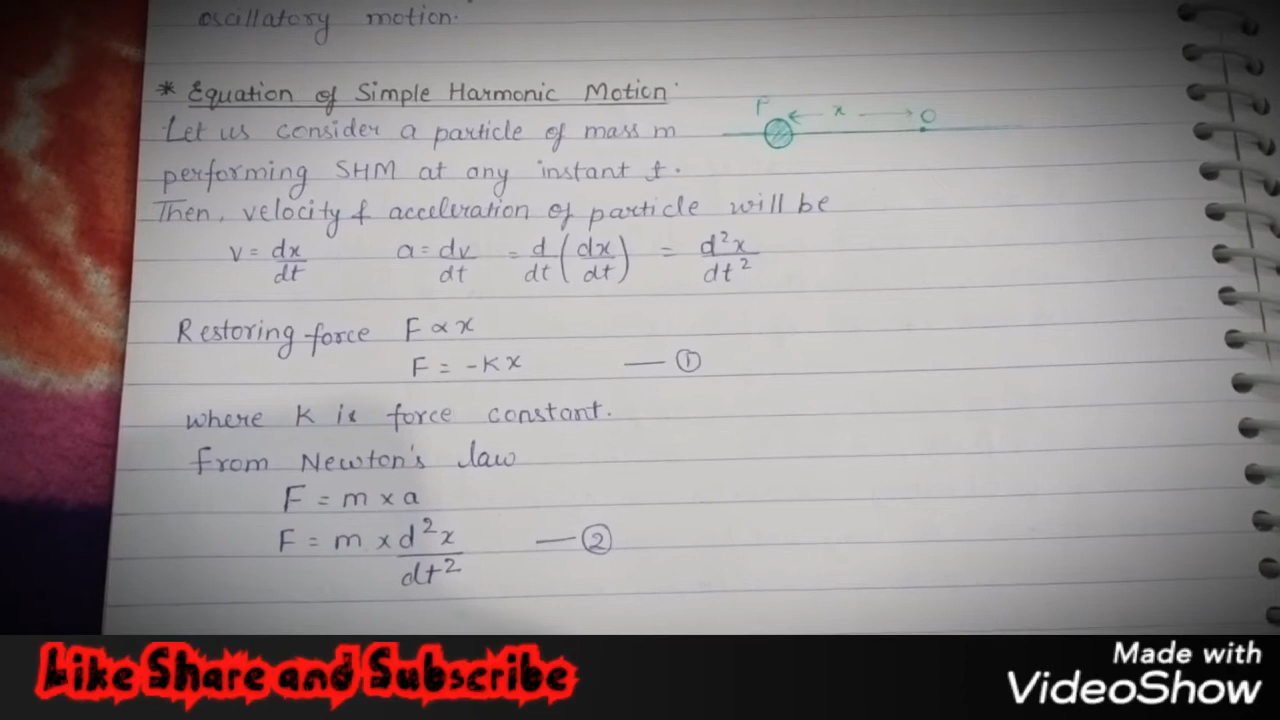 oscillatory motion.
* Equation of Simple Harmonic Motion.
P x O
Let us consider a particle of mass m
performing SHM at any instant t.
Then, velocity & acceleration of particle will be
v = dx/dt a = dv/dt = d/dt (dx/dt) = d²x/dt²
Restoring force F ∝ x
F = -Kx — ①
where K is force constant.
From Newton's law
F = m × a
F = m × d²x/dt² — ②
Like Share and Subscribe
Made with
VideoShow